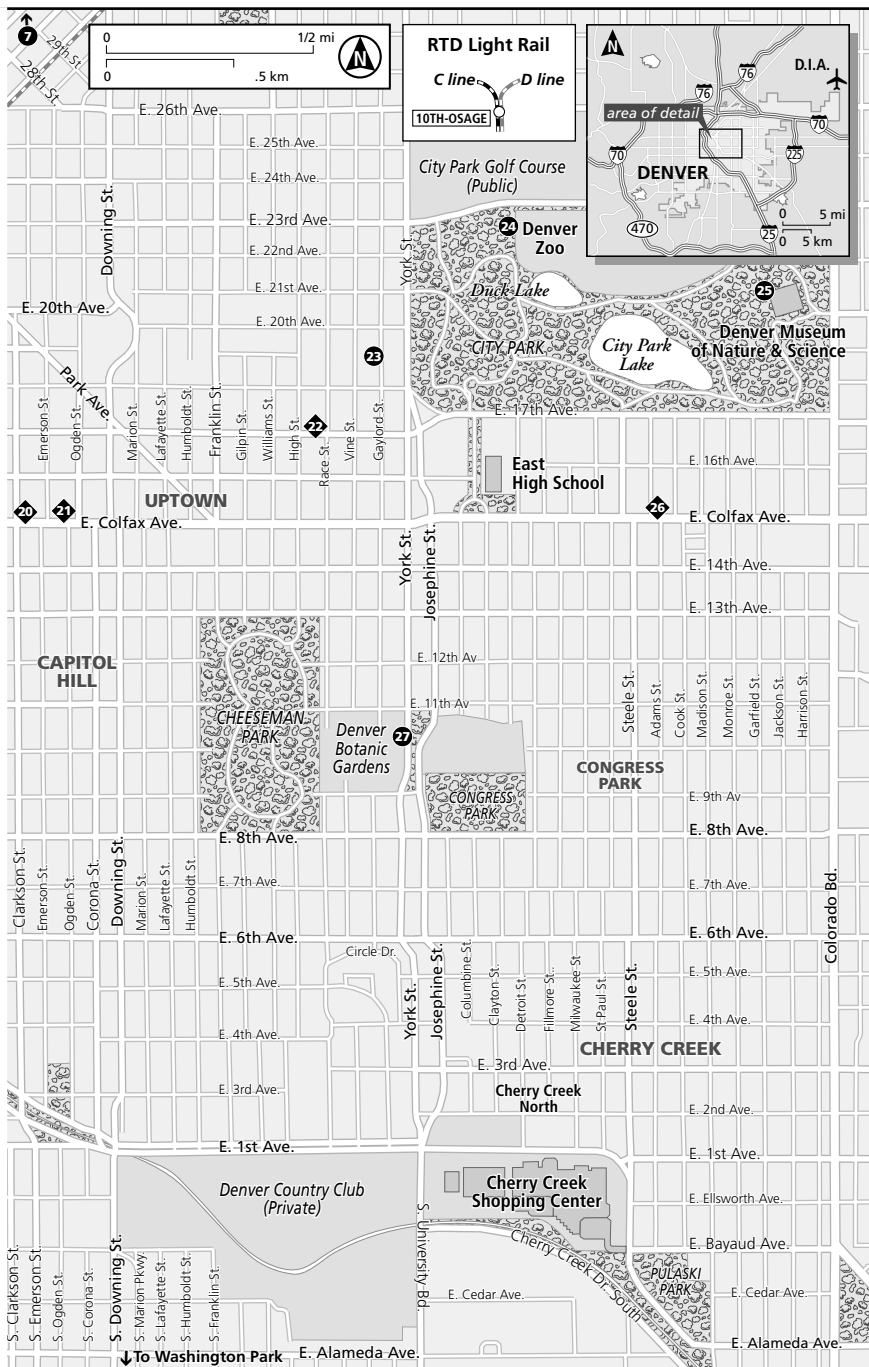 7
29th St
28th St.
0 1/2 mi
0 .5 km
N
RTD Light Rail
C line D line
10TH-OSAGE
N
D.I.A.
76
76
area of detail
70
70
225
DENVER
0 5 mi
0 5 km
470
25
E. 26th Ave.
E. 25th Ave.
E. 24th Ave.
City Park Golf Course
(Public)
Downing St.
E. 23rd Ave.
E. 22nd Ave.
York St.
24 Denver
Zoo
E. 21st Ave.
Duck Lake
25
E. 20th Ave.
E. 20th Ave.
Denver Museum
of Nature & Science
CITY PARK
City Park
Lake
23
Park Ave.
E. 17th Ave.
Emerson St
Ogden St.
Marion St.
Lafayette St.
Humboldt St.
Franklin St.
Gilpin St.
Williams St.
High St.
22
Race St.
Vine St.
Gaylord St.
E. 16th Ave.
East
High School
UPTOWN
20
21
E. Colfax Ave.
26
E. Colfax Ave.
York St.
Josephine St.
E. 14th Ave.
E. 13th Ave.
CAPITOL
HILL
E. 12th Ave
E. 11th Av
CHEESMAN
PARK
Denver
Botanic
Gardens
27
Steele St.
Adams St.
Cook St.
Madison St.
Monroe St.
Garfield St.
Jackson St.
Harrison St.
CONGRESS
PARK
CONGRESS
PARK
E. 9th Av
E. 8th Ave.
E. 8th Ave.
Clarkson St.
Emerson St.
Ogden St.
Corona St.
Downing St.
Marion St.
Lafayette St.
Humboldt St.
E. 7th Ave.
E. 7th Ave.
E. 6th Ave.
E. 6th Ave.
Colorado Bd.
Circle Dr.
E. 5th Ave.
E. 5th Ave.
York St.
Josephine St.
Columbine St.
Clayton St.
Detroit St.
Fillmore St.
Milwaukee St
St Paul St.
Steele St.
E. 4th Ave.
E. 4th Ave.
CHERRY CREEK
E. 3rd Ave.
E. 3rd Ave.
Cherry Creek
North
E. 2nd Ave.
E. 1st Ave.
E. 1st Ave.
Denver Country Club
(Private)
Cherry Creek
Shopping Center
E. Ellsworth Ave.
S. University Bd.
E. Bayaud Ave.
Cherry Creek Dr. South
PULASKI
PARK
S. Clarkson St.
S. Emerson St.
S. Ogden St.
S. Corona St.
S. Downing St.
S. Marion Pkwy.
S. Lafayette St.
S. Humboldt St.
S. Franklin St.
E. Cedar Ave.
E. Cedar Ave.
To Washington Park
E. Alameda Ave.
E. Alameda Ave.